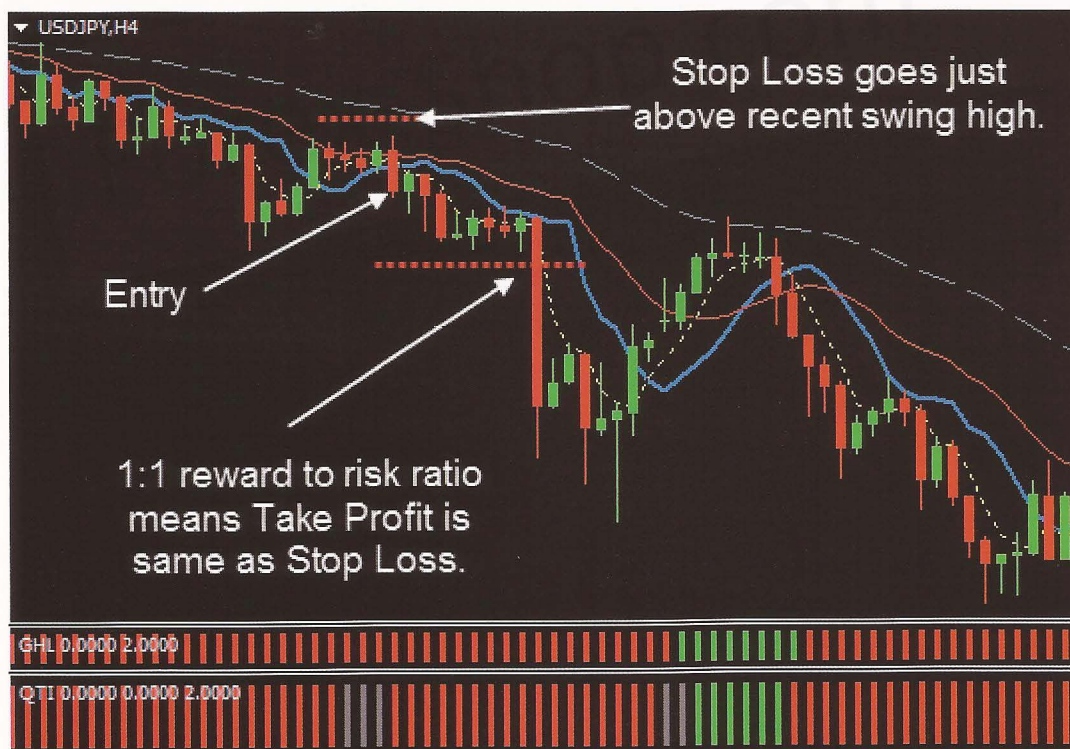 USDJPY,H4
Stop Loss goes just
above recent swing high.
Entry
1:1 reward to risk ratio
means Take Profit is
same as Stop Loss.
GHL 0.0000 2.0000
QTI 0.0000 0.0000 2.0000